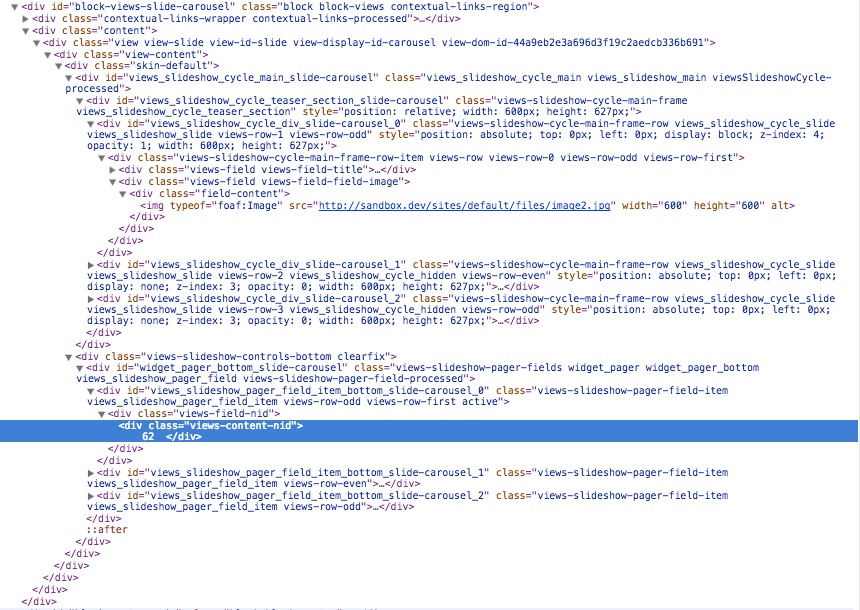 ▼<div id="block-views-slide-carousel" class="block block-views contextual-links-region">
▶<div class="contextual-links-wrapper contextual-links-processed">…</div>
▼<div class="content">
▼<div class="view view-slide view-id-slide view-display-id-carousel view-dom-id-44a9eb2e3a696d3f19c2aedcb336b691">
▼<div class="view-content">
▼<div class="skin-default">
▼<div id="views_slideshow_cycle_main_slide-carousel" class="views_slideshow_cycle_main views_slideshow_main viewsSlideshowCycle-
processed">
▼<div id="views_slideshow_cycle_teaser_section_slide-carousel" class="views-slideshow-cycle-main-frame
views_slideshow_cycle_teaser_section" style="position: relative; width: 600px; height: 627px;">
▼<div id="views_slideshow_cycle_div_slide-carousel_0" class="views-slideshow-cycle-main-frame-row views_slideshow_cycle_slide
views_slideshow_slide views-row-1 views-row-odd" style="position: absolute; top: 0px; left: 0px; display: block; z-index: 4;
opacity: 1; width: 600px; height: 627px;">
▼<div class="views-slideshow-cycle-main-frame-row-item views-row views-row-0 views-row-odd views-row-first">
▶<div class="views-field views-field-title">…</div>
▼<div class="views-field views-field-field-image">
▼<div class="field-content">
<img typeof="foaf:Image" src="http://sandbox.dev/sites/default/files/image2.jpg" width="600" height="600" alt>
</div>
</div>
</div>
</div>
▶<div id="views_slideshow_cycle_div_slide-carousel_1" class="views-slideshow-cycle-main-frame-row views_slideshow_cycle_slide
views_slideshow_slide views-row-2 views_slideshow_cycle_hidden views-row-even" style="position: absolute; top: 0px; left: 0px;
display: none; z-index: 3; opacity: 0; width: 600px; height: 627px;">…</div>
▶<div id="views_slideshow_cycle_div_slide-carousel_2" class="views-slideshow-cycle-main-frame-row views_slideshow_cycle_slide
views_slideshow_slide views-row-3 views_slideshow_cycle_hidden views-row-odd" style="position: absolute; top: 0px; left: 0px;
display: none; z-index: 3; opacity: 0; width: 600px; height: 627px;">…</div>
</div>
</div>
▼<div class="views-slideshow-controls-bottom clearfix">
▼<div id="widget_pager_bottom_slide-carousel" class="views-slideshow-pager-fields widget_pager widget_pager_bottom
views_slideshow_pager_field views-slideshow-pager-field-processed">
▼<div id="views_slideshow_pager_field_item_bottom_slide-carousel_0" class="views-slideshow-pager-field-item
views_slideshow_pager_field_item views-row-odd views-row-first active">
▼<div class="views-field-nid">
<div class="views-content-nid">
62 </div>
</div>
</div>
▶<div id="views_slideshow_pager_field_item_bottom_slide-carousel_1" class="views-slideshow-pager-field-item
views_slideshow_pager_field_item views-row-even">…</div>
▶<div id="views_slideshow_pager_field_item_bottom_slide-carousel_2" class="views-slideshow-pager-field-item
views_slideshow_pager_field_item views-row-odd">…</div>
</div>
::after
</div>
</div>
</div>
</div>
</div>
</div>